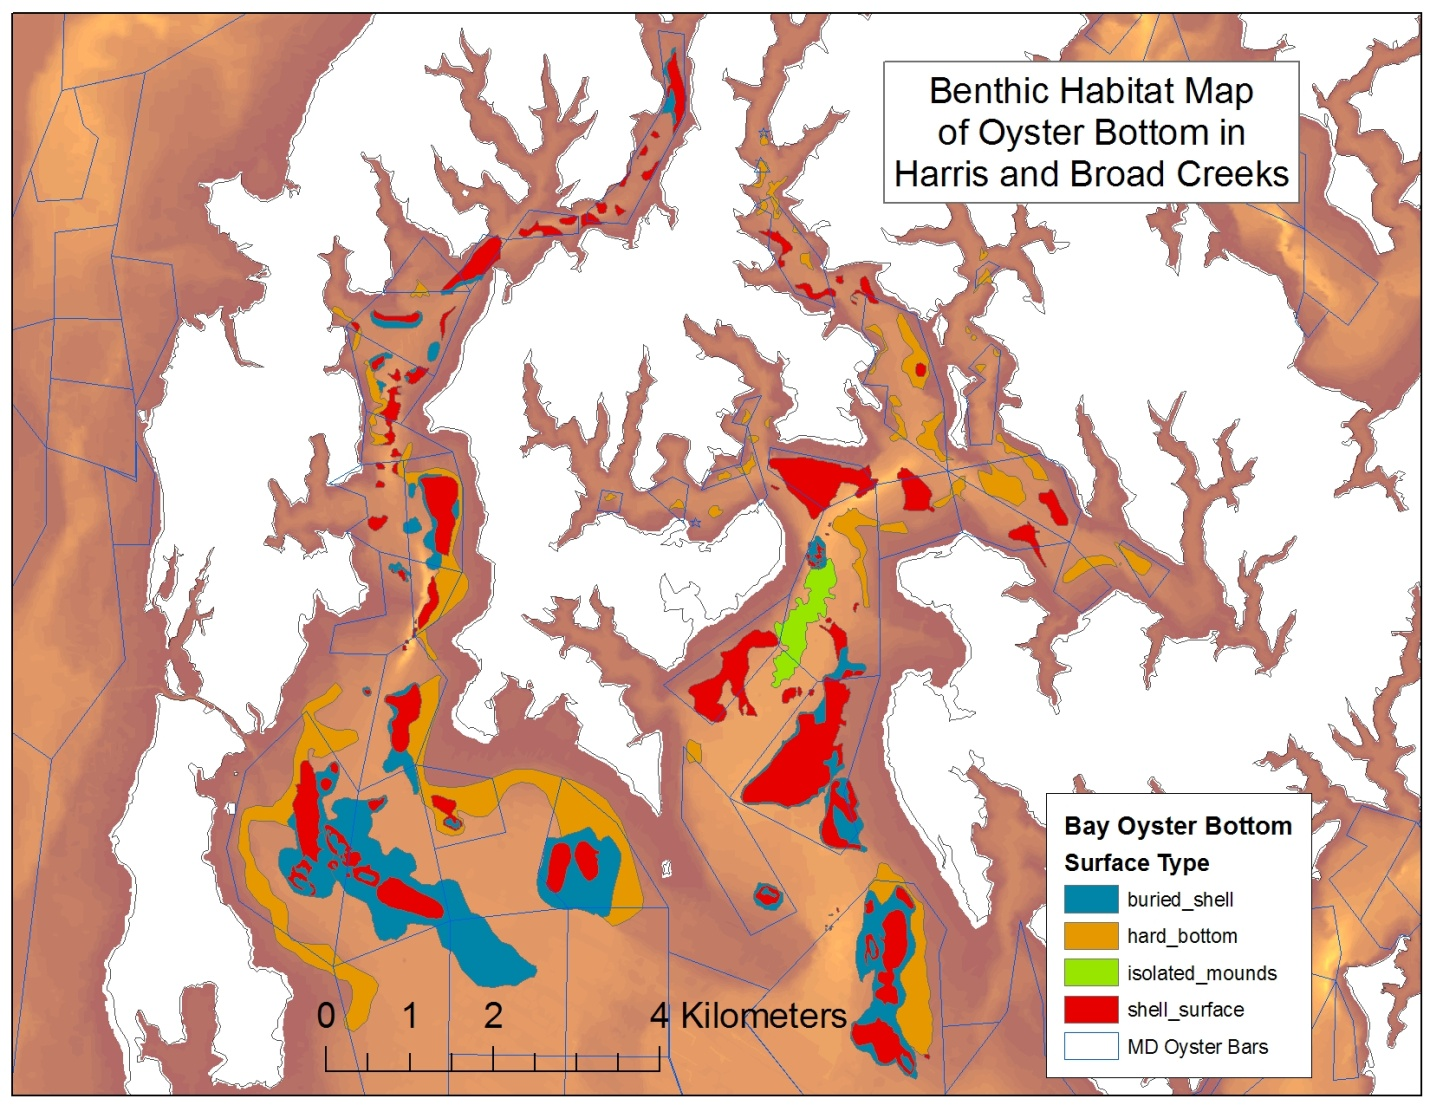 Benthic Habitat Map
of Oyster Bottom in
Harris and Broad Creeks
Bay Oyster Bottom
Surface Type
buried_shell
hard_bottom
isolated_mounds
shell_surface
MD Oyster Bars
0 1 2 4 Kilometers